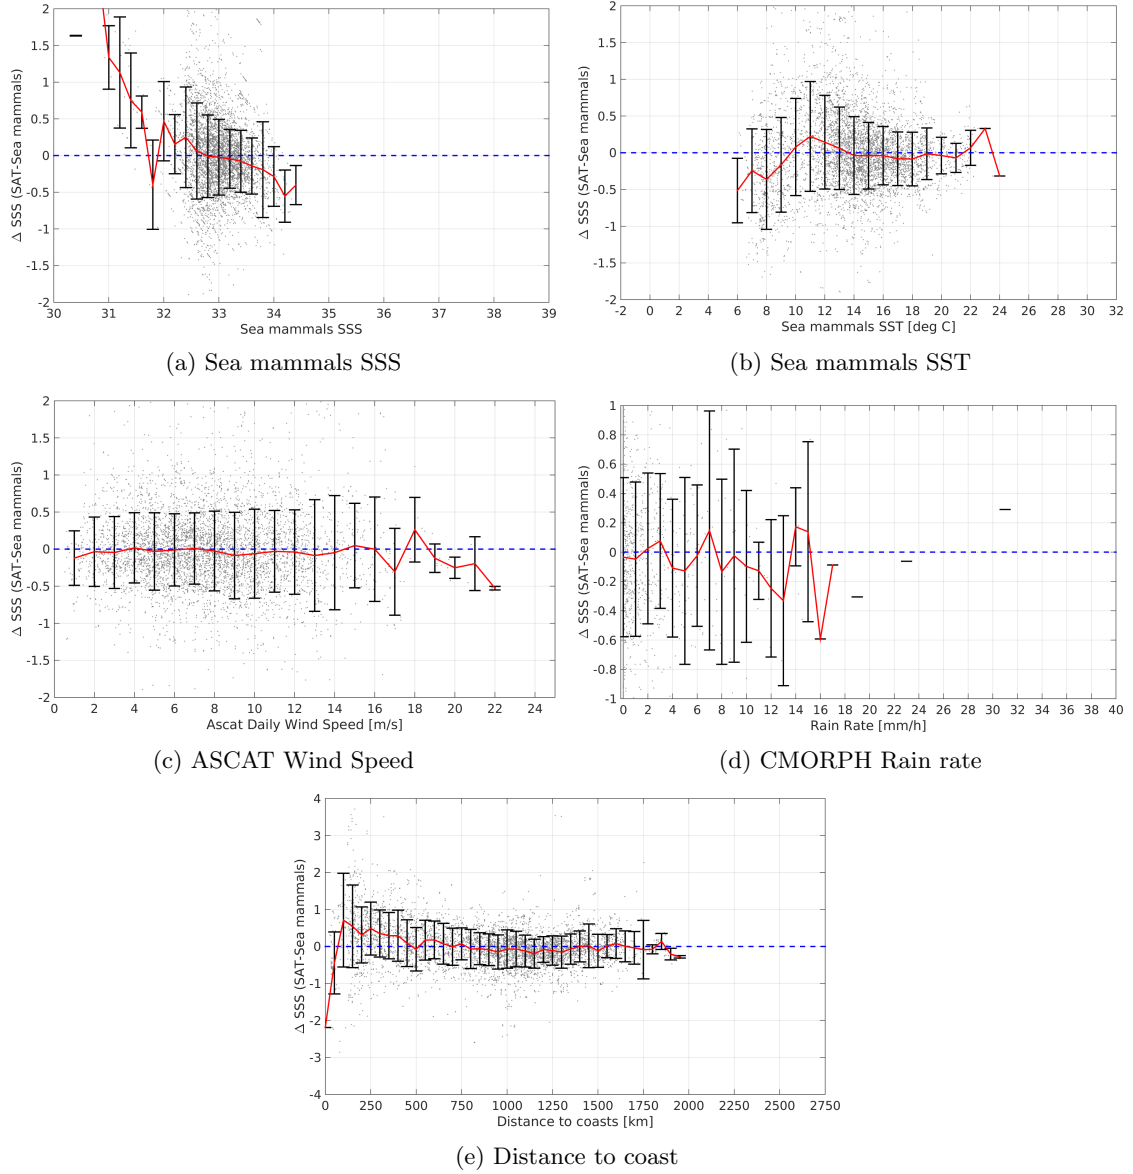 2
1.5
1
0.5
0
-0.5
-1
-1.5
-2
Δ SSS (SAT-Sea mammals)
30 31 32 33 34 35 36 37 38 39
Sea mammals SSS
(a) Sea mammals SSS
2
1.5
1
0.5
0
-0.5
-1
-1.5
-2
Δ SSS (SAT-Sea mammals)
-2 0 2 4 6 8 10 12 14 16 18 20 22 24 26 28 30 32
Sea mammals SST [deg C]
(b) Sea mammals SST
2
1.5
1
0.5
0
-0.5
-1
-1.5
-2
Δ SSS (SAT-Sea mammals)
0 2 4 6 8 10 12 14 16 18 20 22 24
Ascat Daily Wind Speed [m/s]
(c) ASCAT Wind Speed
1
0.8
0.6
0.4
0.2
0
-0.2
-0.4
-0.6
-0.8
-1
Δ SSS (SAT-Sea mammals)
0 2 4 6 8 10 12 14 16 18 20 22 24 26 28 30 32 34 36 38 40
Rain Rate [mm/h]
(d) CMORPH Rain rate
4
3
2
1
0
-1
-2
-3
-4
Δ SSS (SAT-Sea mammals)
0 250 500 750 1000 1250 1500 1750 2000 2250 2500 2750
Distance to coasts [km]
(e) Distance to coast